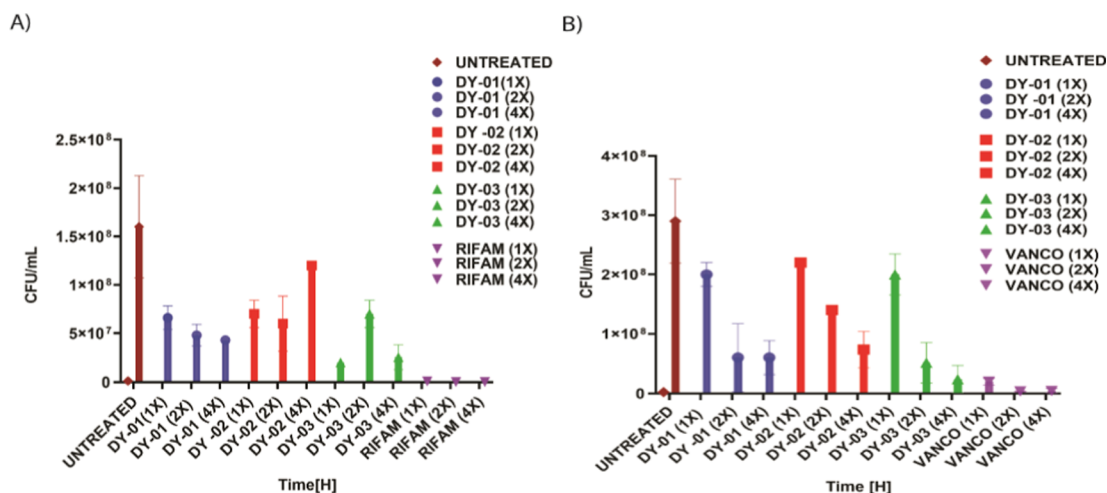 A)
UNTREATED
DY-01(1X)
DY-01 (2X)
DY-01 (4X)
DY -02 (1X)
DY-02 (2X)
DY-02 (4X)
DY-03 (1X)
DY-03 (2X)
DY-03 (4X)
RIFAM (1X)
RIFAM (2X)
RIFAM (4X)
CFU/mL
2.5×10⁸
2×10⁸
1.5×10⁸
1×10⁸
5×10⁷
0
UNTREATED
DY-01(1X)
DY-01 (2X)
DY-01 (4X)
DY-02 (1X)
DY-02 (2X)
DY-02 (4X)
DY-03 (1X)
DY-03 (2X)
DY-03 (4X)
RIFAM (1X)
RIFAM (2X)
RIFAM (4X)
Time[H]
B)
UNTREATED
DY-01 (1X)
DY -01 (2X)
DY-01 (4X)
DY-02 (1X)
DY-02 (2X)
DY-02 (4X)
DY-03 (1X)
DY-03 (2X)
DY-03 (4X)
VANCO (1X)
VANCO (2X)
VANCO (4X)
CFU/mL
4×10⁸
3×10⁸
2×10⁸
1×10⁸
0
UNTREATED
DY-01 (1X)
DY-01 (2X)
DY-01 (4X)
DY-02 (1X)
DY-02 (2X)
DY-02 (4X)
DY-03 (1X)
DY-03 (2X)
DY-03 (4X)
VANCO (1X)
VANCO (2X)
VANCO (4X)
Time [H]